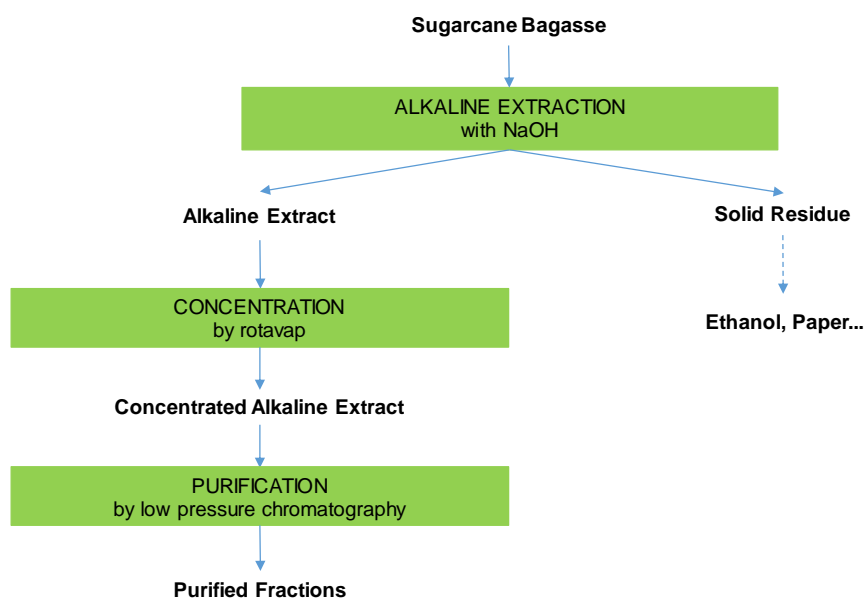 Sugarcane Bagasse
ALKALINE EXTRACTION
with NaOH
Alkaline Extract
Solid Residue
CONCENTRATION
by rotavap
Ethanol, Paper...
Concentrated Alkaline Extract
PURIFICATION
by low pressure chromatography
Purified Fractions